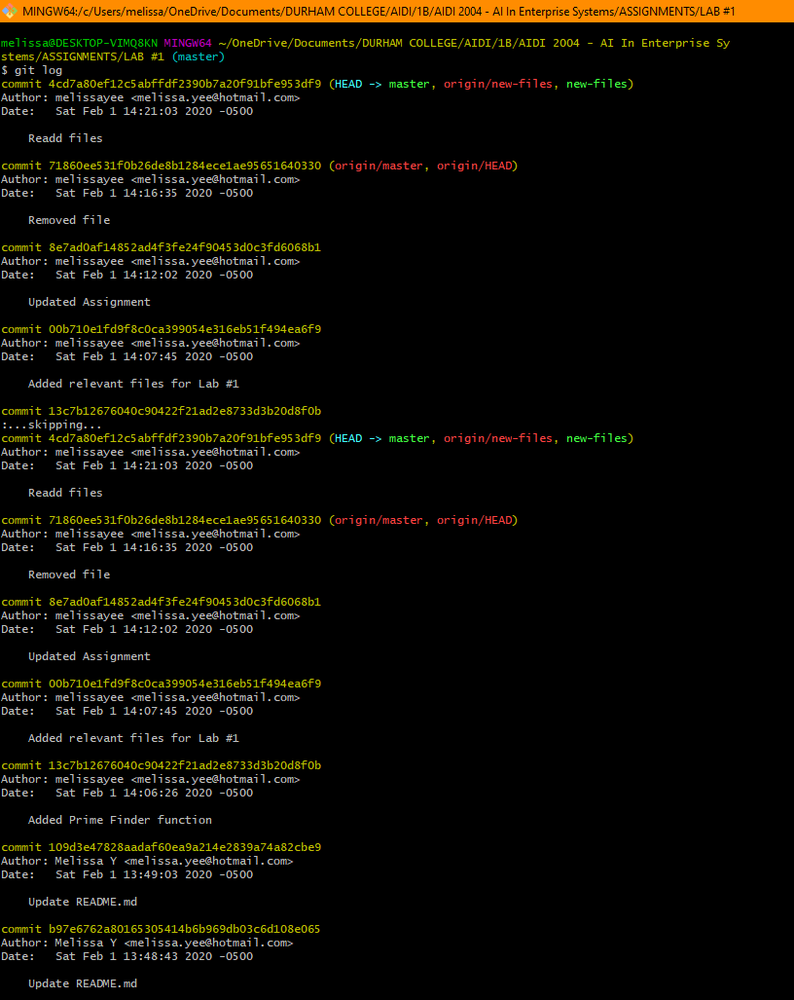 MINGW64:/c/Users/melissa/OneDrive/Documents/DURHAM COLLEGE/AIDI/1B/AIDI 2004 - AI In Enterprise Systems/ASSIGNMENTS/LAB #1
melissa@DESKTOP-VIMQ8KN MINGW64 ~/OneDrive/Documents/DURHAM COLLEGE/AIDI/1B/AIDI 2004 - AI In Enterprise Sy
stems/ASSIGNMENTS/LAB #1 (master)
$ git log
commit 4cd7a80ef12c5abffdf2390b7a20f91bfe953df9 (HEAD -> master, origin/new-files, new-files)
Author: melissayee <melissa.yee@hotmail.com>
Date:   Sat Feb 1 14:21:03 2020 -0500
    Readd files
commit 71860ee531f0b26de8b1284ece1ae95651640330 (origin/master, origin/HEAD)
Author: melissayee <melissa.yee@hotmail.com>
Date:   Sat Feb 1 14:16:35 2020 -0500
    Removed file
commit 8e7ad0af14852ad4f3fe24f90453d0c3fd6068b1
Author: melissayee <melissa.yee@hotmail.com>
Date:   Sat Feb 1 14:12:02 2020 -0500
    Updated Assignment
commit 00b710e1fd9f8c0ca399054e316eb51f494ea6f9
Author: melissayee <melissa.yee@hotmail.com>
Date:   Sat Feb 1 14:07:45 2020 -0500
    Added relevant files for Lab #1
commit 13c7b12676040c90422f21ad2e8733d3b20d8f0b
:...skipping...
commit 4cd7a80ef12c5abffdf2390b7a20f91bfe953df9 (HEAD -> master, origin/new-files, new-files)
Author: melissayee <melissa.yee@hotmail.com>
Date:   Sat Feb 1 14:21:03 2020 -0500
    Readd files
commit 71860ee531f0b26de8b1284ece1ae95651640330 (origin/master, origin/HEAD)
Author: melissayee <melissa.yee@hotmail.com>
Date:   Sat Feb 1 14:16:35 2020 -0500
    Removed file
commit 8e7ad0af14852ad4f3fe24f90453d0c3fd6068b1
Author: melissayee <melissa.yee@hotmail.com>
Date:   Sat Feb 1 14:12:02 2020 -0500
    Updated Assignment
commit 00b710e1fd9f8c0ca399054e316eb51f494ea6f9
Author: melissayee <melissa.yee@hotmail.com>
Date:   Sat Feb 1 14:07:45 2020 -0500
    Added relevant files for Lab #1
commit 13c7b12676040c90422f21ad2e8733d3b20d8f0b
Author: melissayee <melissa.yee@hotmail.com>
Date:   Sat Feb 1 14:06:26 2020 -0500
    Added Prime Finder function
commit 109d3e47828aadaf60ea9a214e2839a74a82cbe9
Author: Melissa Y <melissa.yee@hotmail.com>
Date:   Sat Feb 1 13:49:03 2020 -0500
    Update README.md
commit b97e6762a80165305414b6b969db03c6d108e065
Author: Melissa Y <melissa.yee@hotmail.com>
Date:   Sat Feb 1 13:48:43 2020 -0500
    Update README.md